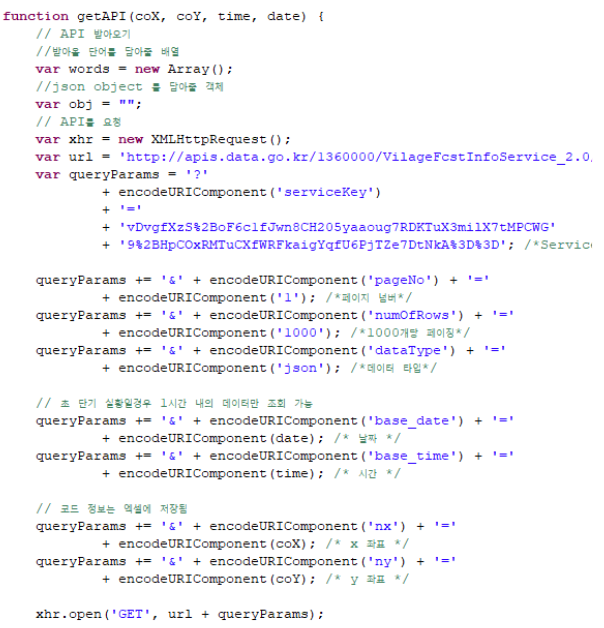 function getAPI(coX, coY, time, date) {
// API 받아오기
//받아올 단어를 담아줄 배열
var words = new Array();
//json object 를 담아줄 객체
var obj = "";
// API를 요청
var xhr = new XMLHttpRequest();
var url = 'http://apis.data.go.kr/1360000/VilageFcstInfoService_2.0/
var queryParams = '?'
+ encodeURIComponent('serviceKey')
+ '='
+ 'vDvgfXzS%2BoF6c1fJwn8CH205yaaoug7RDKTuX3milX7tMPCWG'
+ '9%2BHpCOxRMTuCXfWRFkaigYqfU6PjTZe7DtNkA%3D%3D'; /*Service
queryParams += '&' + encodeURIComponent('pageNo') + '='
+ encodeURIComponent('1'); /*페이지 넘버*/
queryParams += '&' + encodeURIComponent('numOfRows') + '='
+ encodeURIComponent('1000'); /*1000개방 페이징*/
queryParams += '&' + encodeURIComponent('dataType') + '='
+ encodeURIComponent('json'); /*데이터 타입*/
// 초 단기 실황일경우 1시간 내의 데이터만 조회 가능
queryParams += '&' + encodeURIComponent('base_date') + '='
+ encodeURIComponent(date); /* 날짜 */
queryParams += '&' + encodeURIComponent('base_time') + '='
+ encodeURIComponent(time); /* 시간 */
// 코드 정보는 엑셀에 저장됨
queryParams += '&' + encodeURIComponent('nx') + '='
+ encodeURIComponent(coX); /* x 좌표 */
queryParams += '&' + encodeURIComponent('ny') + '='
+ encodeURIComponent(coY); /* y 좌표 */
xhr.open('GET', url + queryParams);